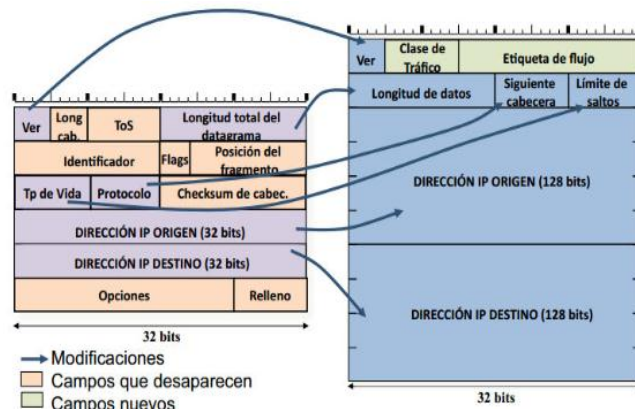 Ver
Long cab.
ToS
Longitud total del datagrama
Identificador
Flags
Posición del fragmento
Tp de Vida
Protocolo
Checksum de cabec.
DIRECCIÓN IP ORIGEN (32 bits)
DIRECCIÓN IP DESTINO (32 bits)
Opciones
Relleno
32 bits
Modificaciones
Campos que desaparecen
Campos nuevos
Ver
Clase de Tráfico
Etiqueta de flujo
Longitud de datos
Siguiente cabecera
Límite de saltos
DIRECCIÓN IP ORIGEN (128 bits)
DIRECCIÓN IP DESTINO (128 bits)
32 bits